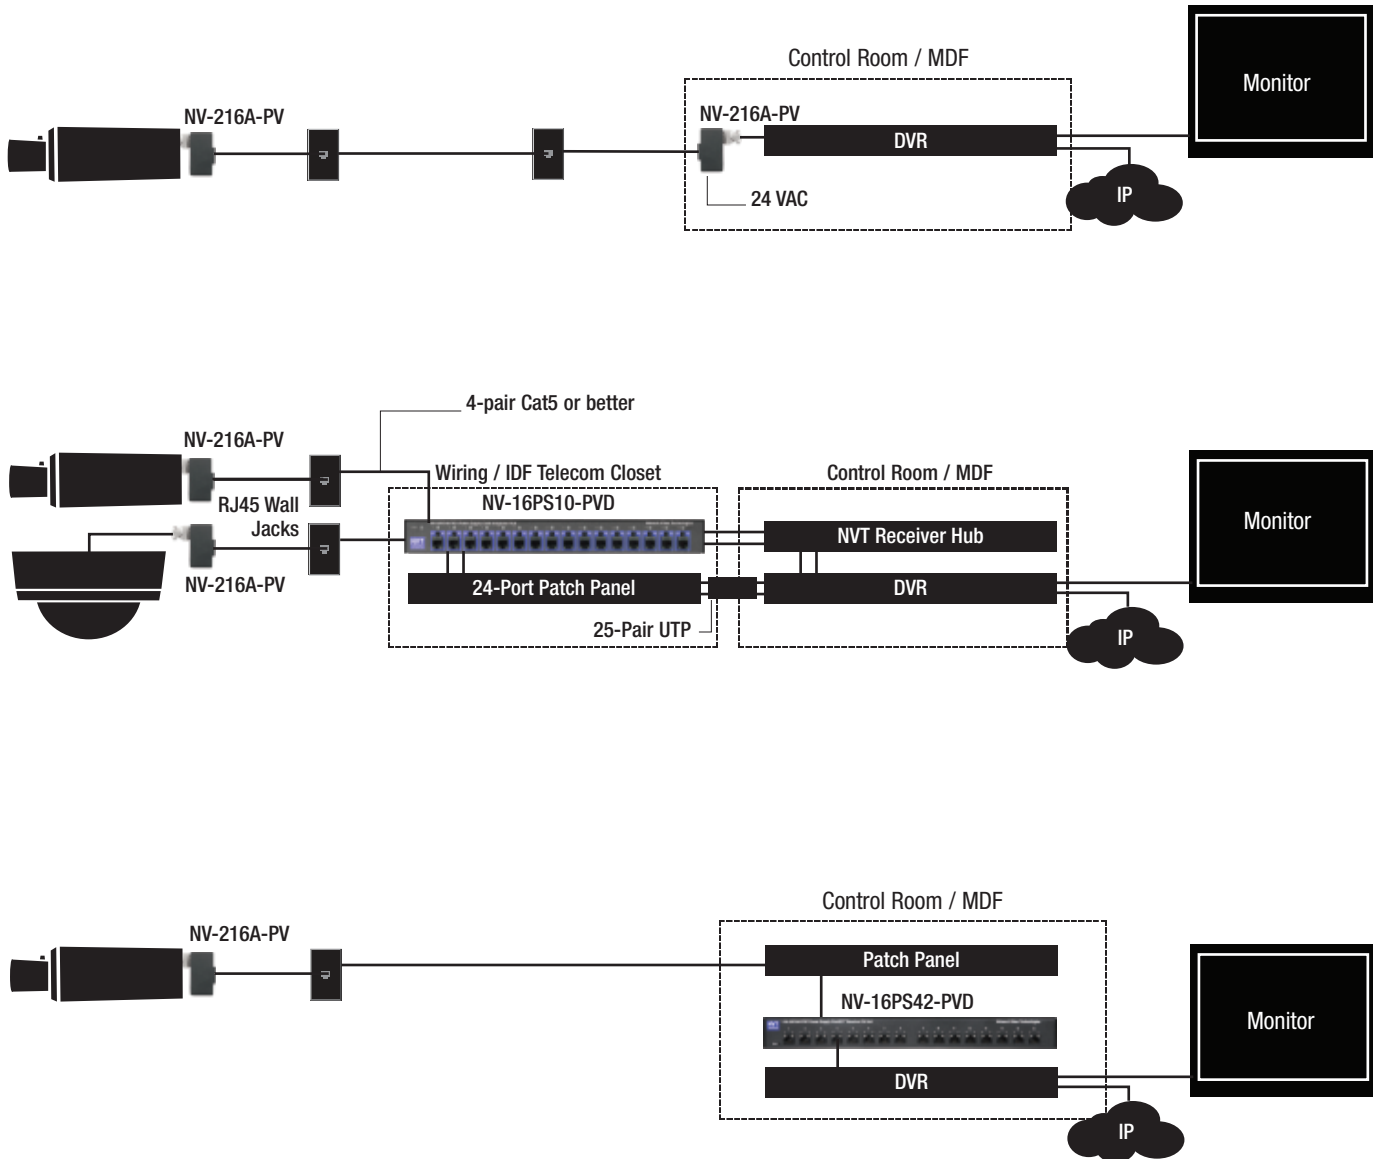 Control Room / MDF
Monitor
NV-216A-PV
NV-216A-PV
DVR
24 VAC
IP
4-pair Cat5 or better
NV-216A-PV
Wiring / IDF Telecom Closet
Control Room / MDF
NV-16PS10-PVD
RJ45 Wall
Jacks
Monitor
NVT
NVT Receiver Hub
NV-216A-PV
24-Port Patch Panel
DVR
25-Pair UTP
IP
Control Room / MDF
NV-216A-PV
Patch Panel
NV-16PS42-PVD
Monitor
NVT
DVR
IP